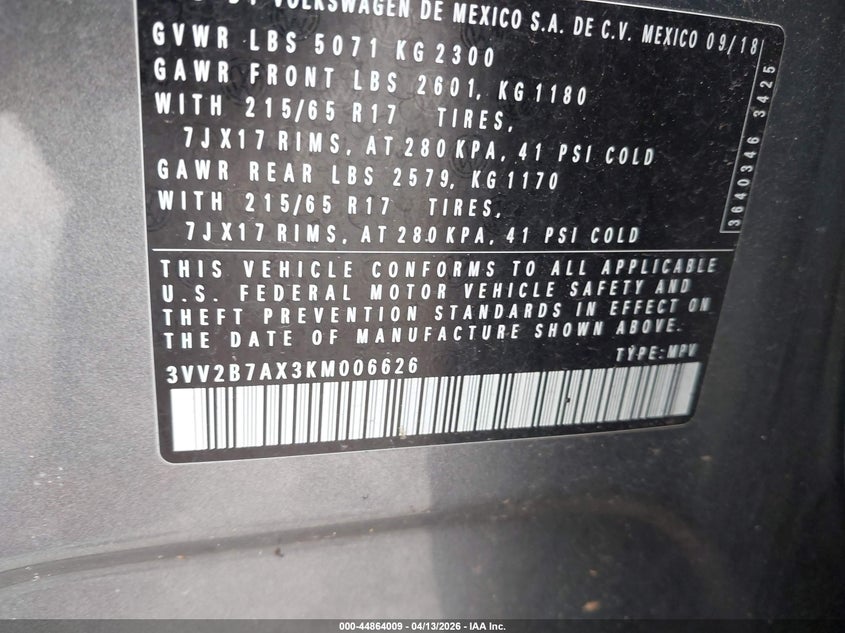 VOLKSWAGEN DE MEXICO S.A. DE C.V. MEXICO 09/18
GVWR LBS 5071 KG 2300
GAWR FRONT LBS 2601, KG 1180
WITH 215/65 R17 TIRES,
7JX17 RIMS, AT 280 KPA, 41 PSI COLD
GAWR REAR LBS 2579, KG 1170
WITH 215/65 R17 TIRES,
7JX17 RIMS, AT 280 KPA, 41 PSI COLD
3640346 3425
THIS VEHICLE CONFORMS TO ALL APPLICABLE
U.S. FEDERAL MOTOR VEHICLE SAFETY AND
THEFT PREVENTION STANDARDS IN EFFECT ON
THE DATE OF MANUFACTURE SHOWN ABOVE.
TYPE: MPV
3VV2B7AX3KM006626
000-44864009 - 04/13/2026 - IAA Inc.